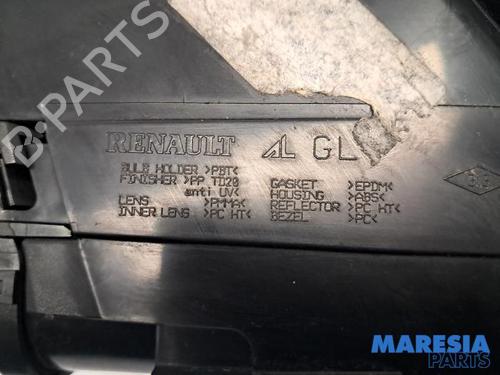 B-PARTS
RENAULT AL GL
BULB HOLDER >PBT<
FINISHER >PP TD20
anti UV<
LENS >PMMA<
INNER LENS >PC HT<
GASKET >EPDM<
HOUSING >ABS<
REFLECTOR >PC HT<
BEZEL >PC<
MARESIA
PARTS